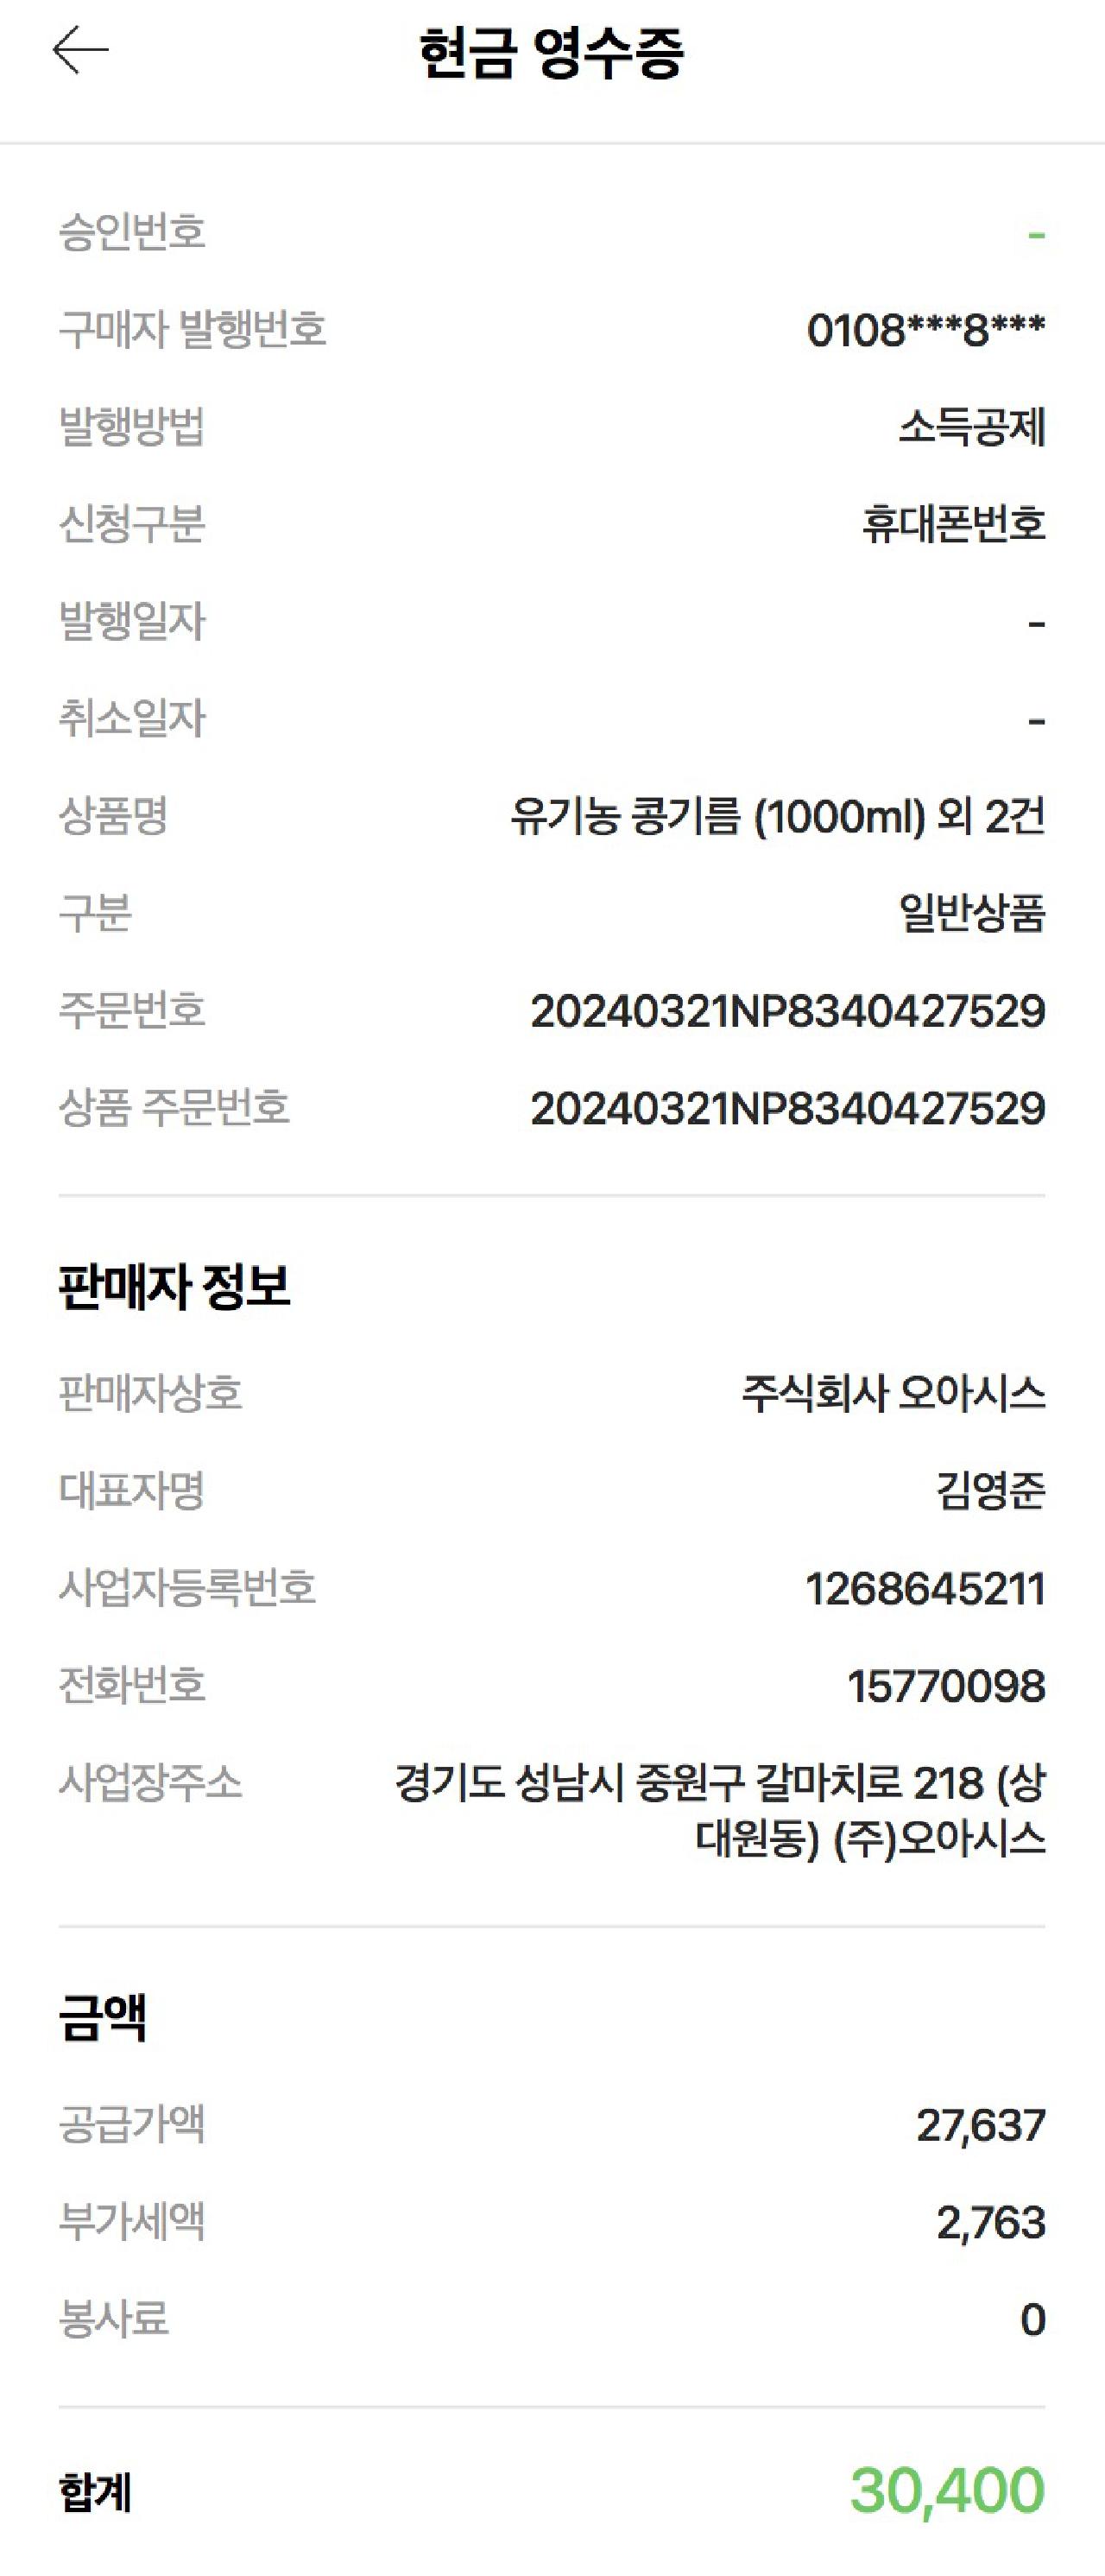 현금 영수증
승인번호 -
구매자 발행번호 0108***8***
발행방법 소득공제
신청구분 휴대폰번호
발행일자 -
취소일자 -
상품명 유기농 콩기름 (1000ml) 외 2건
구분 일반상품
주문번호 20240321NP8340427529
상품 주문번호 20240321NP8340427529
판매자 정보
판매자상호 주식회사 오아시스
대표자명 김영준
사업자등록번호 1268645211
전화번호 15770098
사업장주소 경기도 성남시 중원구 갈마치로 218 (상
대원동) (주)오아시스
금액
공급가액 27,637
부가세액 2,763
봉사료 0
합계 30,400